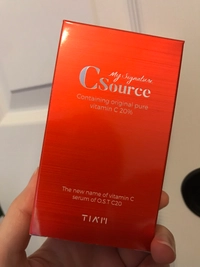 My Signature
C Source
Containing original pure
vitamin C 20%
The new name of vitamin C
serum of O.S.T C20
TIA'M